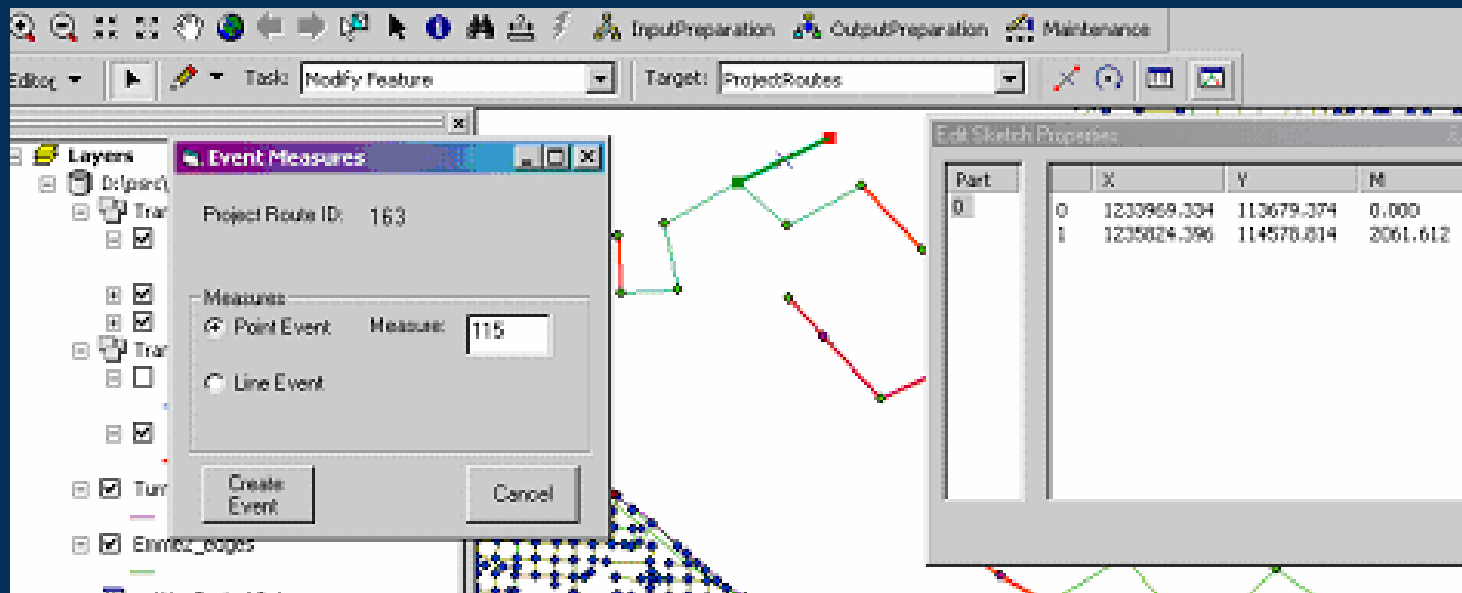 InputPreparation OutputPreparation Maintenance
Editor Task: Modify Feature Target: ProjectRoutes
Layers
Event Measures
Project Route ID: 163
Measures
Point Event Measure: 115
Line Event
Create Event
Cancel
Edit Sketch Properties
Part X Y M
0 0 1233969.334 113679.374 0.000
1 1235824.396 114578.814 2061.612